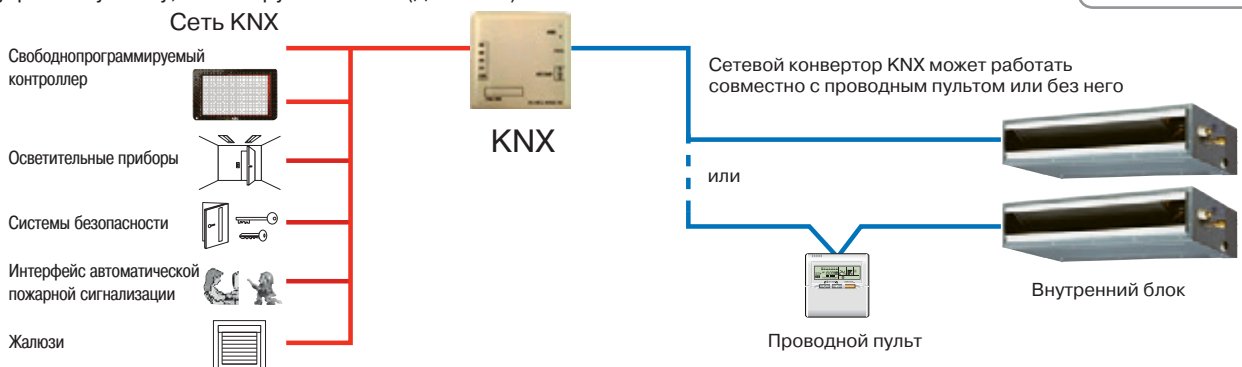 Сеть KNX
Свободнопрограммируемый
контроллер
Осветительные приборы
Системы безопасности
Интерфейс автоматической
пожарной сигнализации
Жалюзи
KNX
Сетевой конвертор KNX может работать
совместно с проводным пультом или без него
или
Проводной пульт
Внутренний блок